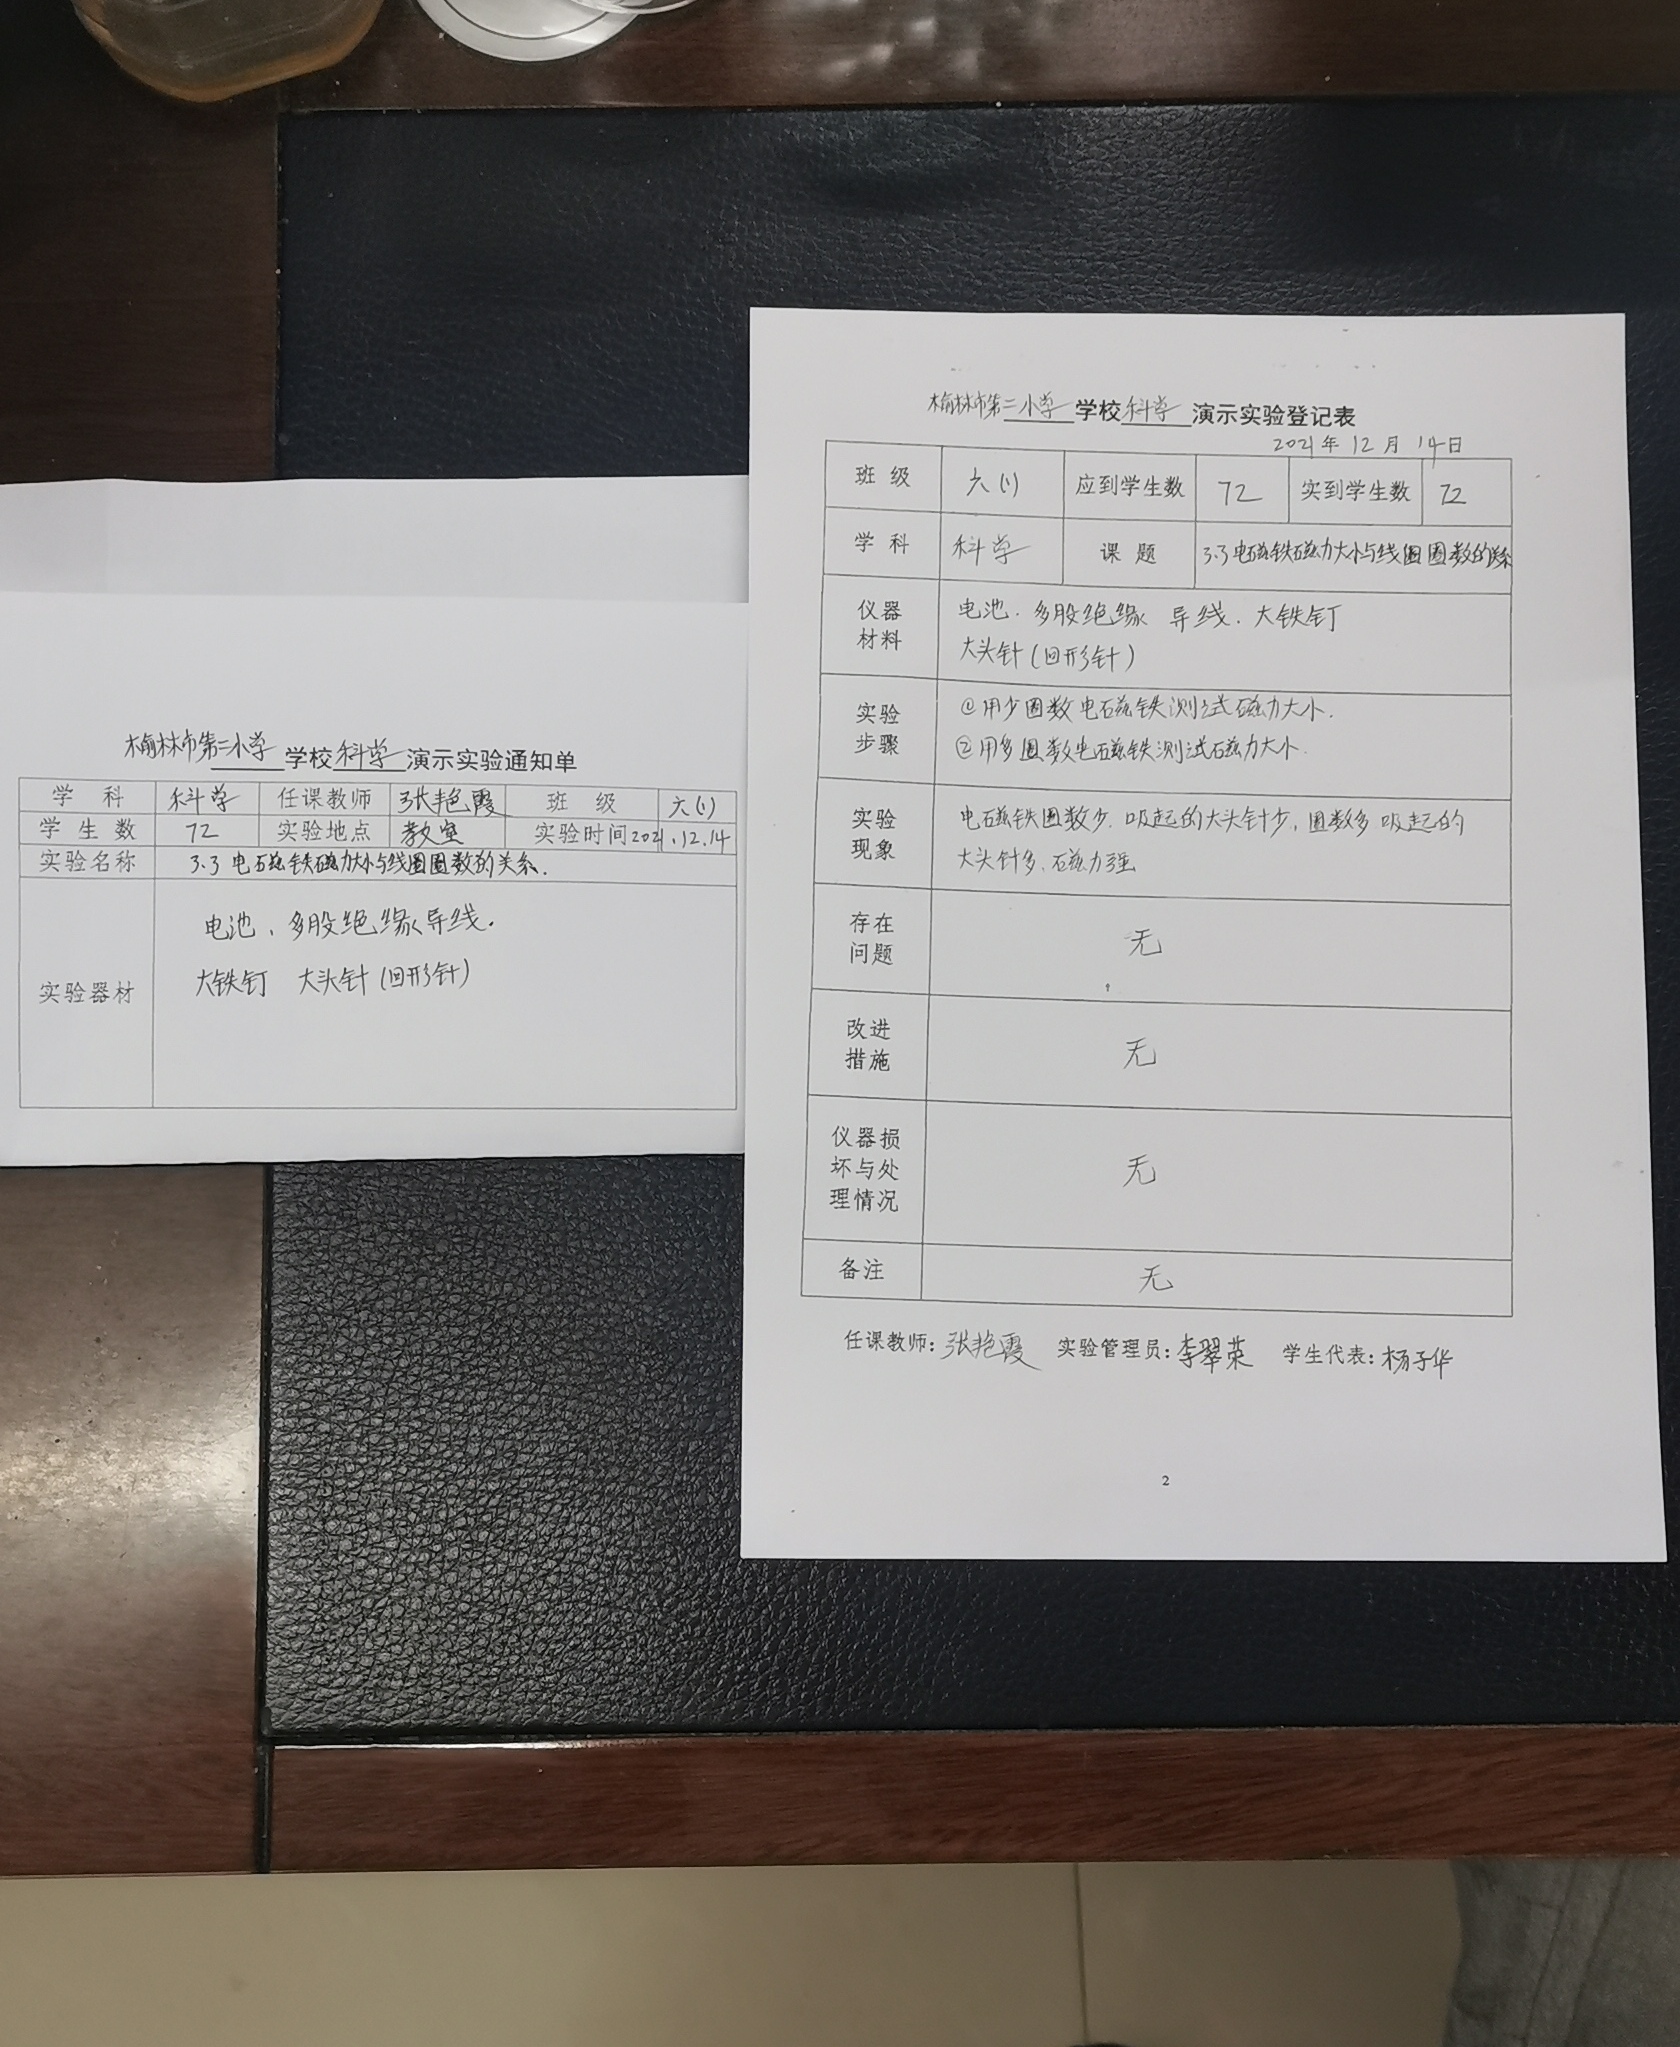 榆林市第二小学 学校 科学 演示实验通知单
学 科 科学 任课教师 张艳霞 班 级 六(1)
学 生 数 72 实验地点 教室 实验时间 2021.12.14
实验名称 3.3 电磁铁磁力大小与线圈圈数的关系.
实验器材 电池、多股绝缘导线.
大铁钉 大头针(回形针)
榆林市第二小学 学校 科学 演示实验登记表
2021年 12月 14日
班 级 六(1) 应到学生数 72 实到学生数 72
学 科 科学 课 题 3.3 电磁铁磁力大小与线圈圈数的关系
仪器材料 电池. 多股绝缘 导线. 大铁钉
大头针(回形针)
实验步骤 ①用少圈数电磁铁测试磁力大小.
②用多圈数电磁铁测试磁力大小.
实验现象 电磁铁圈数少. 吸起的大头针少, 圈数多吸起的
大头针多、磁力强
存在问题 无
改进措施 无
仪器损坏与处理情况 无
备注 无
任课教师: 张艳霞 实验管理员: 李翠荣 学生代表: 杨子华
2